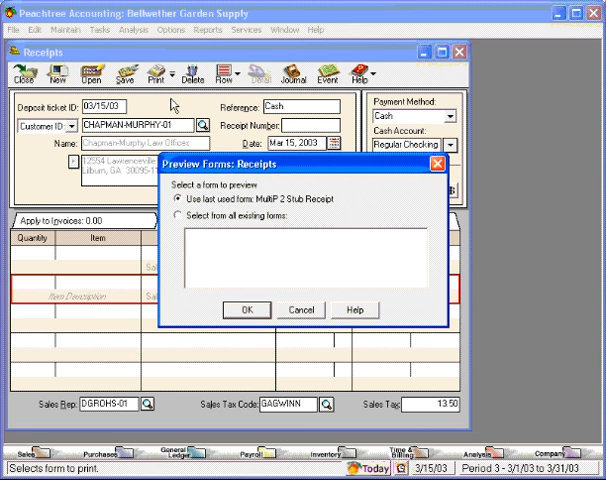 Peachtree Accounting: Bellwether Garden Supply
File Edit Maintain Tasks Analysis Options Reports Services Window Help
Receipts
Close New Open Save Print Delete Row Detail Journal Event Help
Deposit ticket ID: 03/15/03 Reference: Cash Payment Method:
Cash
Customer ID: CHAPMAN-MURPHY-01 Receipt Number: Cash Account:
Name: Chapman-Murphy Law Offices Date: Mar 15, 2003 Regular Checking
12554 Lawrenceville
Lilburn, GA 30095-11
Preview Forms: Receipts
Select a form to preview
Use last used form: MultiP 2 Stub Receipt
Select from all existing forms:
OK Cancel Help
Apply to Invoices: 0.00
Quantity Item
Item Description
Sales Rep: DGROHS-01 Sales Tax Code: GAGWINN Sales Tax: 13.50
Sales Purchases General Ledger Payroll Inventory Time & Billing Analysis Company
Selects form to print. Today 3/15/03 Period 3 - 3/1/03 to 3/31/03